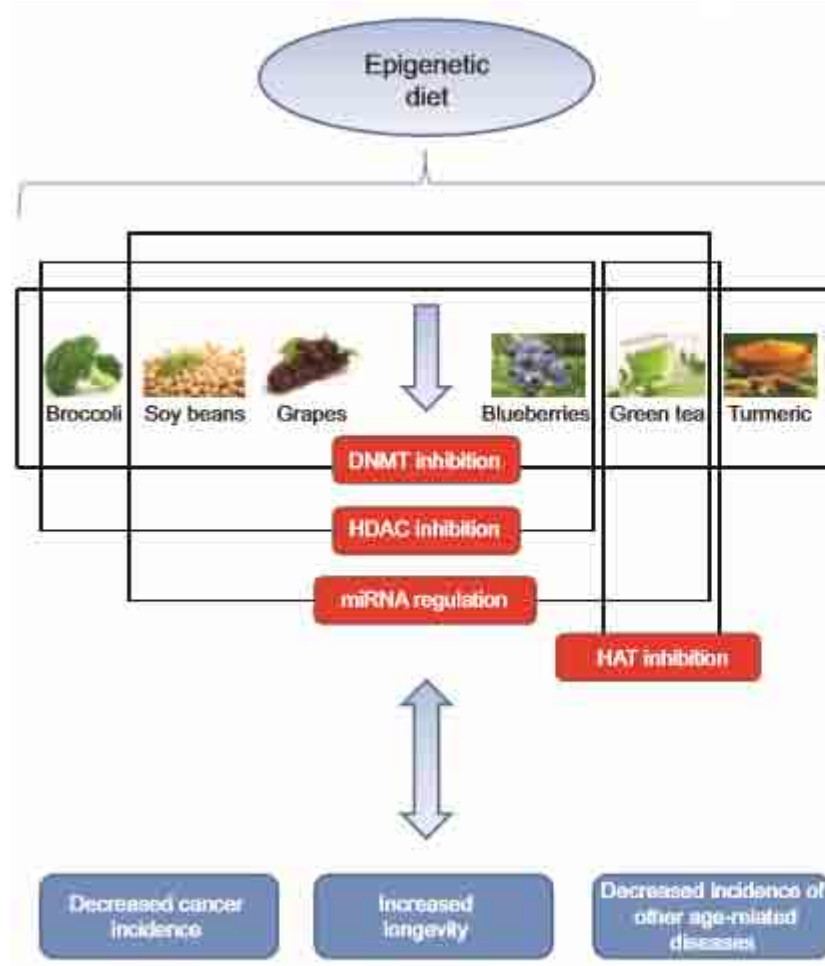 Epigenetic
diet
Broccoli
Soy beans
Grapes
Blueberries
Green tea
Turmeric
DNMT inhibition
HDAC inhibition
miRNA regulation
HAT inhibition
Decreased cancer
incidence
Increased
longevity
Decreased incidence of
other age-related
diseases